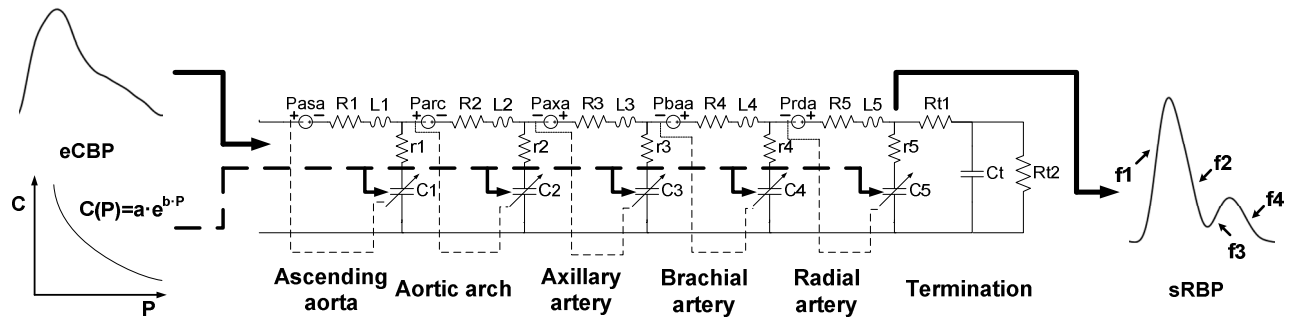 eCBP
C
C(P)=a·e^b·P
P
Pasa R1 L1 Parc R2 L2 Paxa R3 L3 Pbaa R4 L4 Prda R5 L5 Rt1
+ - + - - + - + - +
r1 r2 r3 r4 r5
C1 C2 C3 C4 C5 Ct Rt2
Ascending
aorta
Aortic arch
Axillary
artery
Brachial
artery
Radial
artery
Termination
f1
f2
f4
f3
sRBP